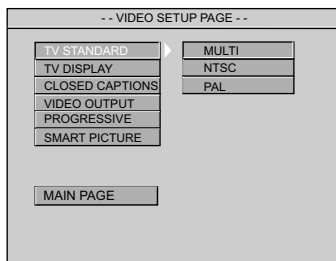 - - VIDEO SETUP PAGE - -
TV STANDARD
TV DISPLAY
CLOSED CAPTIONS
VIDEO OUTPUT
PROGRESSIVE
SMART PICTURE
MULTI
NTSC
PAL
MAIN PAGE